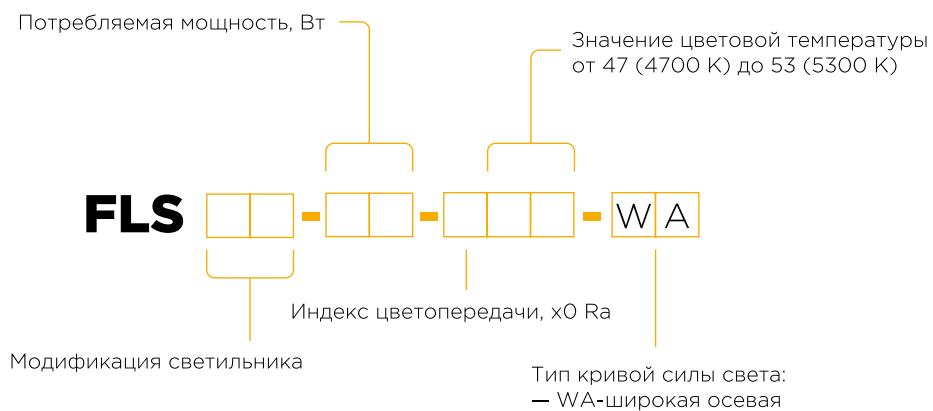 Потребляемая мощность, Вт
Значение цветовой температуры
от 47 (4700 К) до 53 (5300 К)
FLS - - - WA
Индекс цветопередачи, х0 Ra
Модификация светильника
Тип кривой силы света:
— WA-широкая осевая